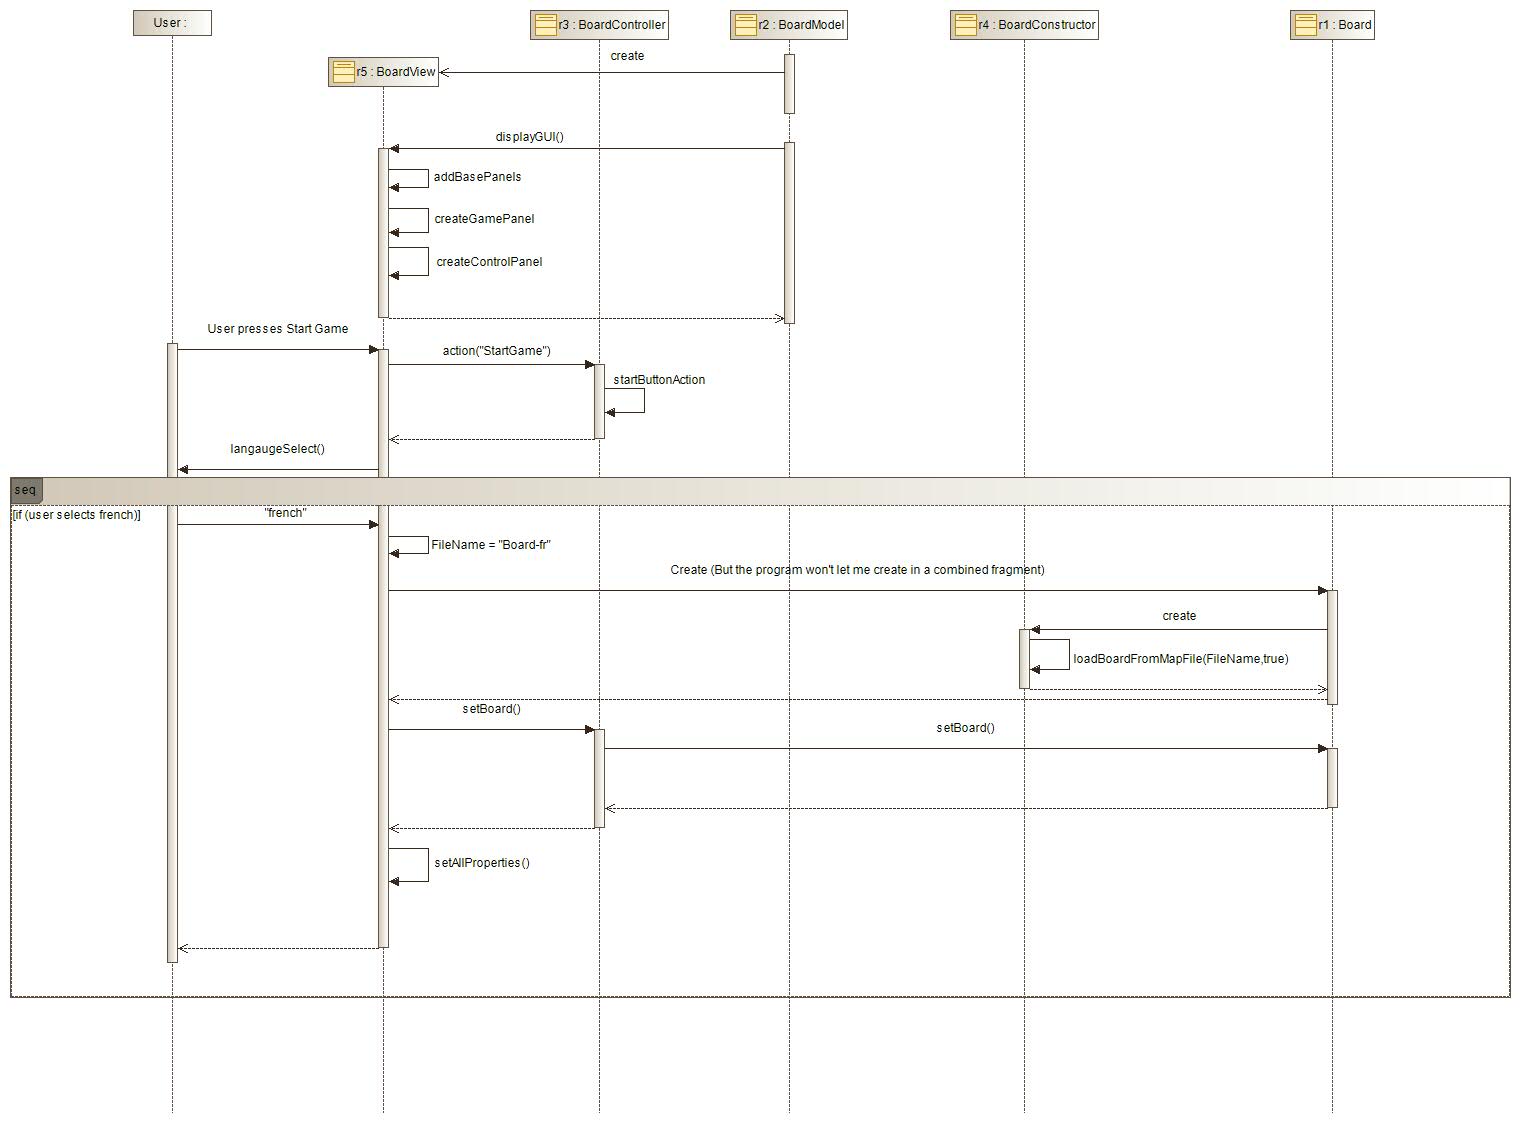 User :
r3 : BoardController
r2 : BoardModel
r4 : BoardConstructor
r1 : Board
create
r5 : BoardView
displayGUI()
addBasePanels
createGamePanel
createControlPanel
User presses Start Game
action("StartGame")
startButtonAction
langaugeSelect()
seq
[if (user selects french)]
"french"
FileName = "Board-fr"
Create (But the program won't let me create in a combined fragment)
create
loadBoardFromMapFile(FileName,true)
setBoard()
setBoard()
setAllProperties()